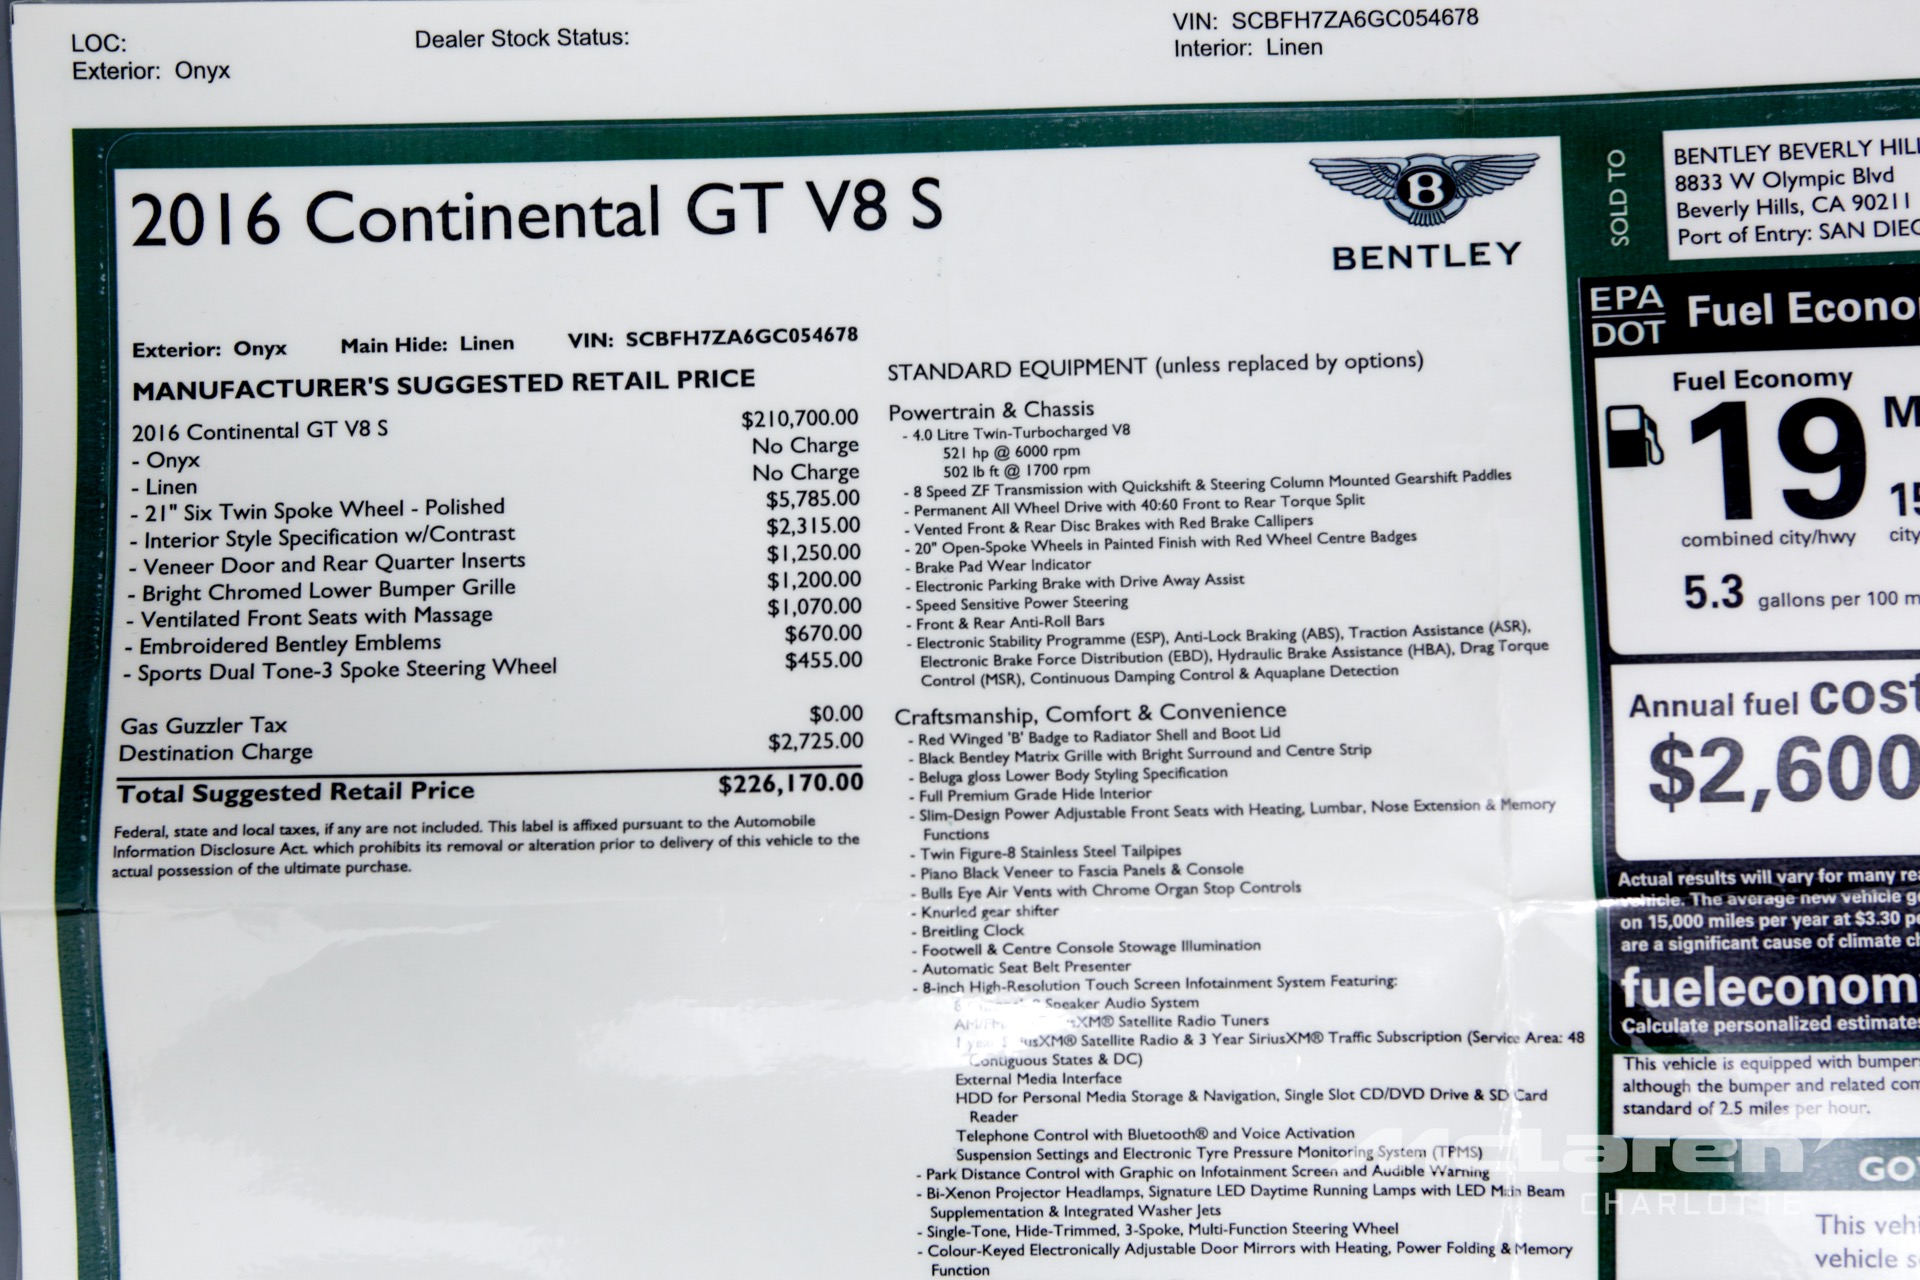 LOC:
Dealer Stock Status:
VIN: SCBFH7ZA6GC054678
Exterior: Onyx
Interior: Linen
2016 Continental GT V8 S
B
BENTLEY
Exterior: Onyx Main Hide: Linen VIN: SCBFH7ZA6GC054678
MANUFACTURER'S SUGGESTED RETAIL PRICE
2016 Continental GT V8 S $210,700.00
- Onyx No Charge
- Linen No Charge
- 21" Six Twin Spoke Wheel - Polished $5,785.00
- Interior Style Specification w/Contrast $2,315.00
- Veneer Door and Rear Quarter Inserts $1,250.00
- Bright Chromed Lower Bumper Grille $1,200.00
- Ventilated Front Seats with Massage $1,070.00
- Embroidered Bentley Emblems $670.00
- Sports Dual Tone-3 Spoke Steering Wheel $455.00
Gas Guzzler Tax $0.00
Destination Charge $2,725.00
Total Suggested Retail Price $226,170.00
Federal, state and local taxes, if any are not included. This label is affixed pursuant to the Automobile
Information Disclosure Act. which prohibits its removal or alteration prior to delivery of this vehicle to the
actual possession of the ultimate purchase.
STANDARD EQUIPMENT (unless replaced by options)
Powertrain & Chassis
- 4.0 Litre Twin-Turbocharged V8
521 hp @ 6000 rpm
502 lb ft @ 1700 rpm
- 8 Speed ZF Transmission with Quickshift & Steering Column Mounted Gearshift Paddles
- Permanent All Wheel Drive with 40:60 Front to Rear Torque Split
- Vented Front & Rear Disc Brakes with Red Brake Callipers
- 20" Open-Spoke Wheels in Painted Finish with Red Wheel Centre Badges
- Brake Pad Wear Indicator
- Electronic Parking Brake with Drive Away Assist
- Speed Sensitive Power Steering
- Front & Rear Anti-Roll Bars
- Electronic Stability Programme (ESP), Anti-Lock Braking (ABS), Traction Assistance (ASR),
Electronic Brake Force Distribution (EBD), Hydraulic Brake Assistance (HBA), Drag Torque
Control (MSR), Continuous Damping Control & Aquaplane Detection
Craftsmanship, Comfort & Convenience
- Red Winged 'B' Badge to Radiator Shell and Boot Lid
- Black Bentley Matrix Grille with Bright Surround and Centre Strip
- Beluga gloss Lower Body Styling Specification
- Full Premium Grade Hide Interior
- Slim-Design Power Adjustable Front Seats with Heating, Lumbar, Nose Extension & Memory
Functions
- Twin Figure-8 Stainless Steel Tailpipes
- Piano Black Veneer to Fascia Panels & Console
- Bulls Eye Air Vents with Chrome Organ Stop Controls
- Knurled gear shifter
- Breitling Clock
- Footwell & Centre Console Stowage Illumination
- Automatic Seat Belt Presenter
- 8-inch High-Resolution Touch Screen Infotainment System Featuring:
Speaker Audio System
Satellite Radio Tuners
Satellite Radio & 3 Year SiriusXM® Traffic Subscription (Service Area: 48
Contiguous States & DC)
External Media Interface
HDD for Personal Media Storage & Navigation, Single Slot CD/DVD Drive & SD Card
Reader
Telephone Control with Bluetooth® and Voice Activation
Suspension Settings and Electronic Tyre Pressure Monitoring System (TPMS)
- Park Distance Control with Graphic on Infotainment Screen and Audible Warning
- Bi-Xenon Projector Headlamps, Signature LED Daytime Running Lamps with LED Main Beam
Supplementation & Integrated Washer Jets
- Single-Tone, Hide-Trimmed, 3-Spoke, Multi-Function Steering Wheel
- Colour-Keyed Electronically Adjustable Door Mirrors with Heating, Power Folding & Memory
Function
SOLD TO
BENTLEY BEVERLY HILL
8833 W Olympic Blvd
Beverly Hills, CA 90211
Port of Entry: SAN DIEG
EPA
DOT
Fuel Econo
Fuel Economy
19 M
15
combined city/hwy city
5.3 gallons per 100 m
Annual fuel cost
$2,600
Actual results will vary for many rea
vehicle. The average new vehicle g
on 15,000 miles per year at $3.30 p
are a significant cause of climate c
fueleconom
Calculate personalized estimates
This vehicle is equipped with bumper
although the bumper and related com
standard of 2.5 miles per hour.
McLaren
CHARLOTTE
GO
This vehi
vehicle s